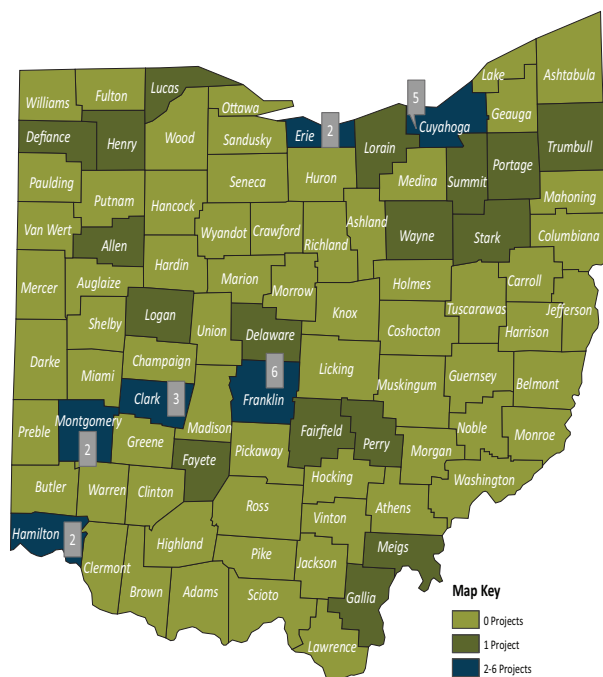 Williams
Fulton
Lucas
Ottawa
Lake
Ashtabula
Defiance
Henry
Wood
Sandusky
Erie
2
Lorain
5
Cuyahoga
Geauga
Trumbull
Paulding
Putnam
Hancock
Seneca
Huron
Medina
Summit
Portage
Mahoning
Van Wert
Allen
Wyandot
Crawford
Richland
Ashland
Wayne
Stark
Columbiana
Mercer
Auglaize
Hardin
Marion
Morrow
Knox
Holmes
Tuscarawas
Carroll
Jefferson
Harrison
Darke
Shelby
Logan
Union
Delaware
Coshocton
Miami
Champaign
Clark
3
6
Franklin
Licking
Muskingum
Guernsey
Belmont
Preble
Montgomery
2
Greene
Madison
Fayete
Pickaway
Fairfield
Perry
Morgan
Noble
Monroe
Washington
Butler
Warren
Clinton
Ross
Hocking
Vinton
Athens
Hamilton
2
Clermont
Highland
Pike
Jackson
Meigs
Brown
Adams
Scioto
Gallia
Lawrence
Map Key
0 Projects
1 Project
2-6 Projects